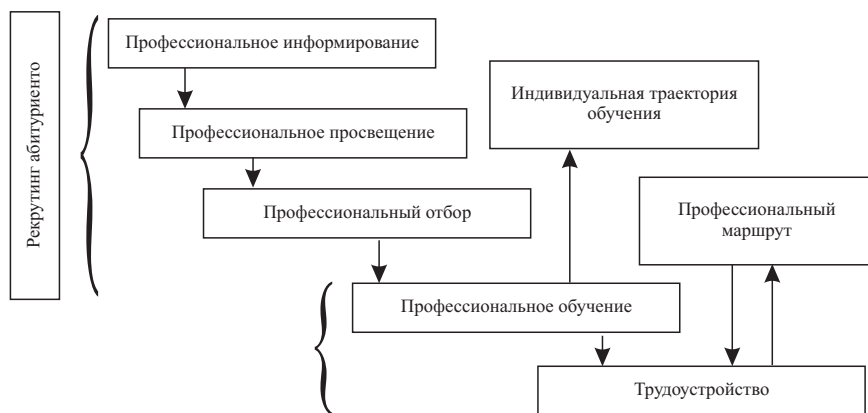 Рекрутинг абитуриенто
Профессиональное информирование
Профессиональное просвещение
Индивидуальная траектория
обучения
Профессиональный отбор
Профессиональный
маршрут
Профессиональное обучение
Трудоустройство